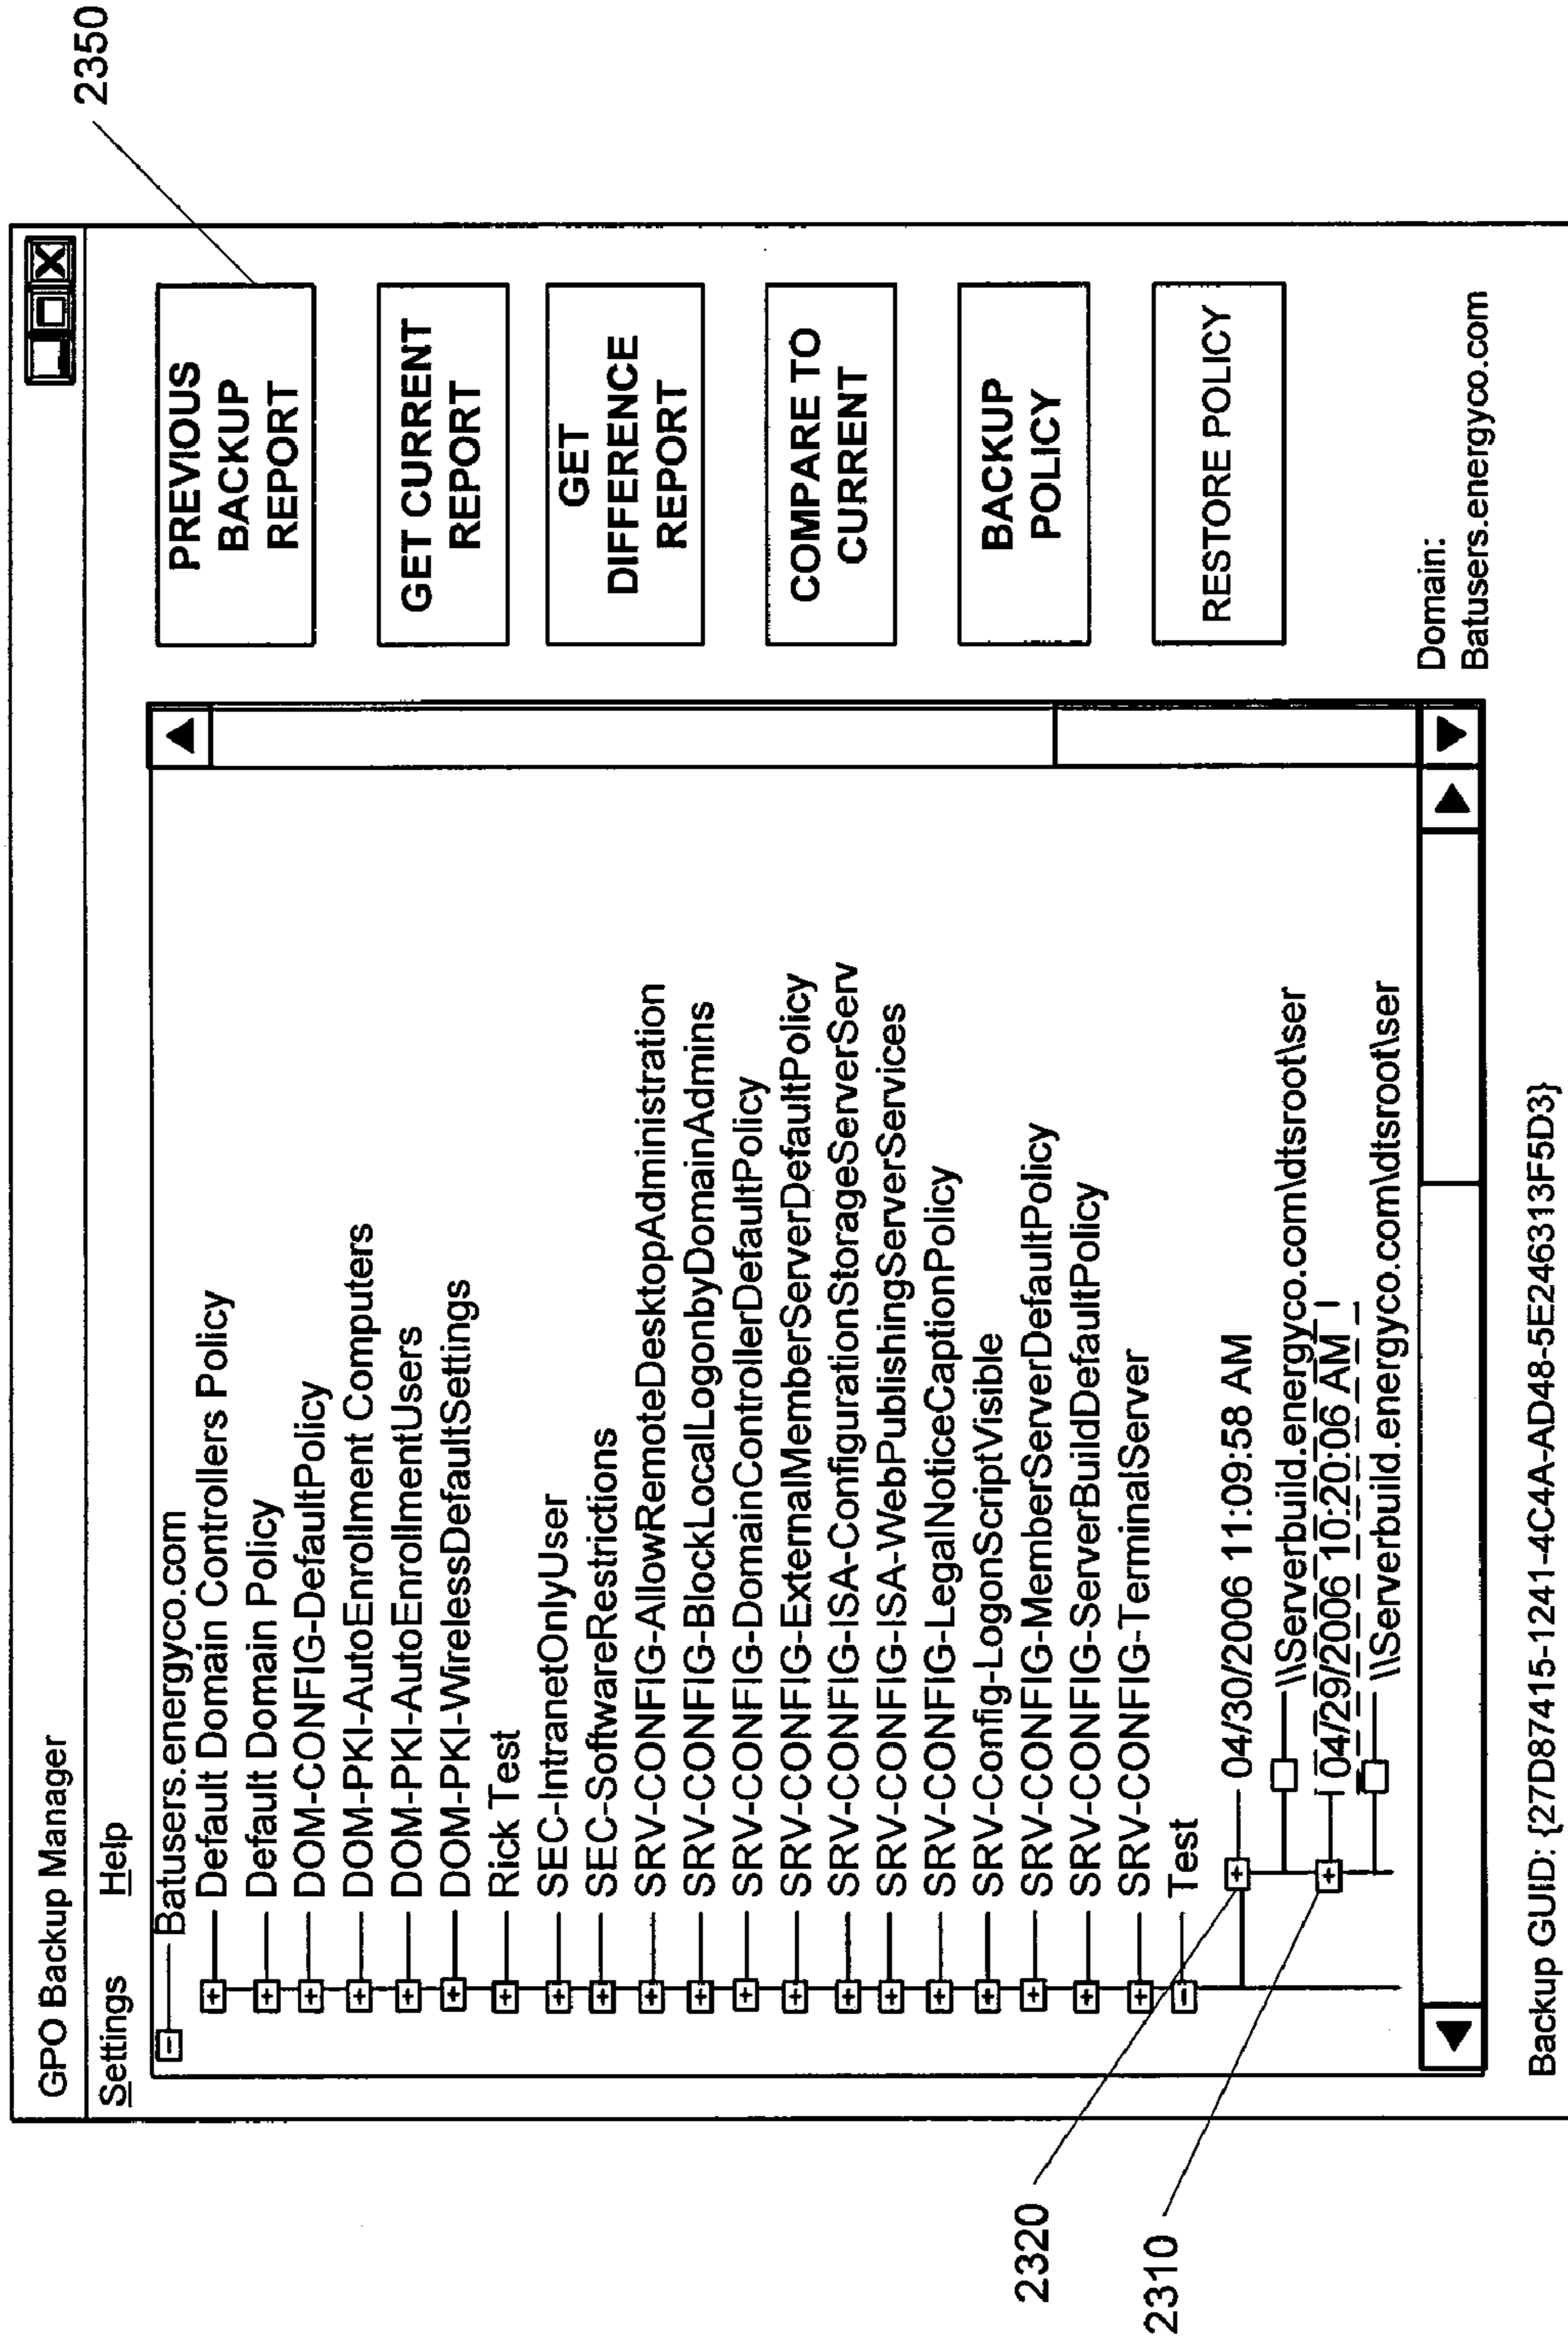 GPO Backup Manager
Settings Help
Batusers.energyco.com
Default Domain Controllers Policy
Default Domain Policy
DOM-CONFIG-DefaultPolicy
DOM-PKI-AutoEnrollment Computers
DOM-PKI-AutoEnrollmentUsers
DOM-PKI-WirelessDefaultSettings
Rick Test
SEC-IntranetOnlyUser
SEC-SoftwareRestrictions
SRV-CONFIG-AllowRemoteDesktopAdministration
SRV-CONFIG-BlockLocalLogonbyDomainAdmins
SRV-CONFIG-DomainControllerDefaultPolicy
SRV-CONFIG-ExternalMemberServerDefaultPolicy
SRV-CONFIG-ISA-ConfigurationStorageServerServ
SRV-CONFIG-ISA-WebPublishingServerServices
SRV-CONFIG-LegalNoticeCaptionPolicy
SRV-Config-LogonScriptVisible
SRV-CONFIG-MemberServerDefaultPolicy
SRV-CONFIG-ServerBuildDefaultPolicy
SRV-CONFIG-TerminalServer
Test
04/30/2006 11:09:58 AM
\\Serverbuild.energyco.com\dtsroot\ser
04/29/2006 10:20:06 AM
\\Serverbuild.energyco.com\dtsroot\ser
PREVIOUS
BACKUP
REPORT
GET CURRENT
REPORT
GET
DIFFERENCE
REPORT
COMPARE TO
CURRENT
BACKUP
POLICY
RESTORE POLICY
Domain:
Batusers.energyco.com
Backup GUID: {27D87415-1241-4C4A-AD48-5E246313F5D3}
2350
2320
2310